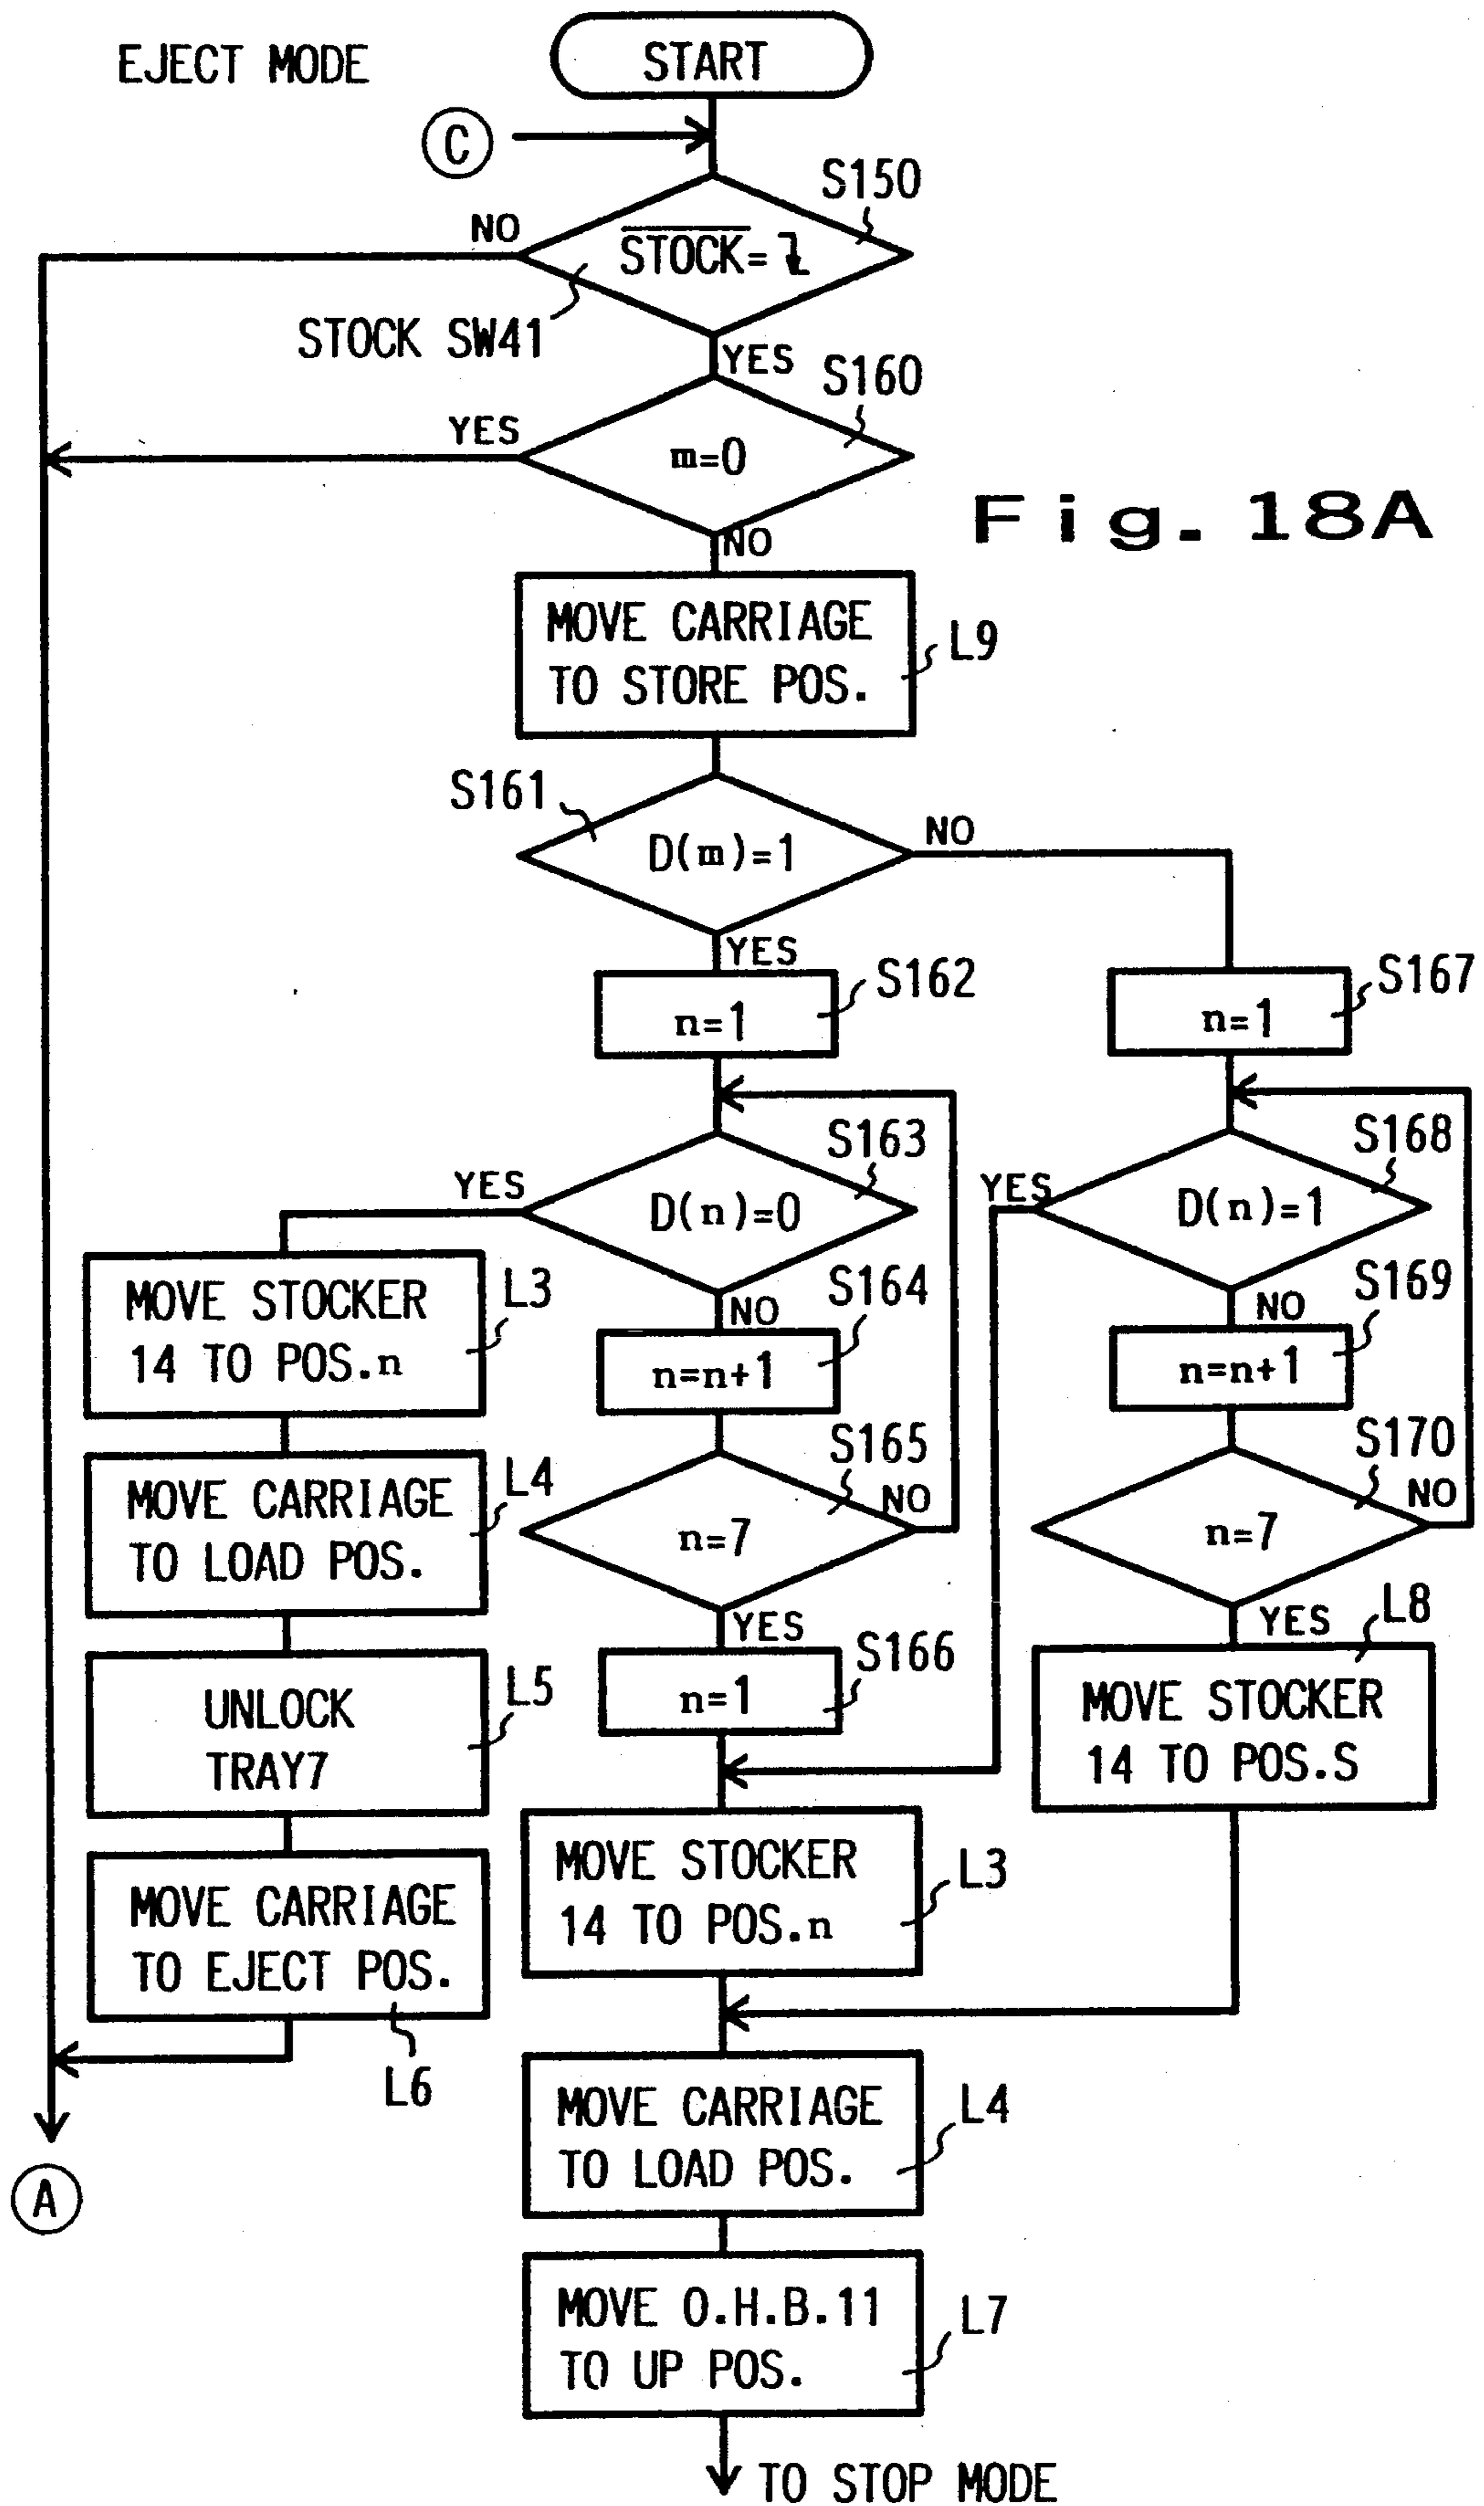 EJECT MODE
START
C
S150
NO
STOCK=
STOCK SW41
YES
S160
YES
m=0
Fig. 18A
NO
MOVE CARRIAGE
TO STORE POS.
L9
S161
NO
D(m)=1
YES
S162
S167
n=1
n=1
S163
S168
YES
YES
D(n)=0
D(n)=1
S164
S169
L3
MOVE STOCKER
14 TO POS.n
NO
NO
n=n+1
n=n+1
S165
S170
L4
MOVE CARRIAGE
TO LOAD POS.
NO
NO
n=7
n=7
YES
YES
L8
S166
L5
UNLOCK
TRAY7
n=1
MOVE STOCKER
14 TO POS.S
MOVE STOCKER
14 TO POS.n
L3
MOVE CARRIAGE
TO EJECT POS.
L6
MOVE CARRIAGE
TO LOAD POS.
L4
A
MOVE O.H.B.11
TO UP POS.
L7
TO STOP MODE